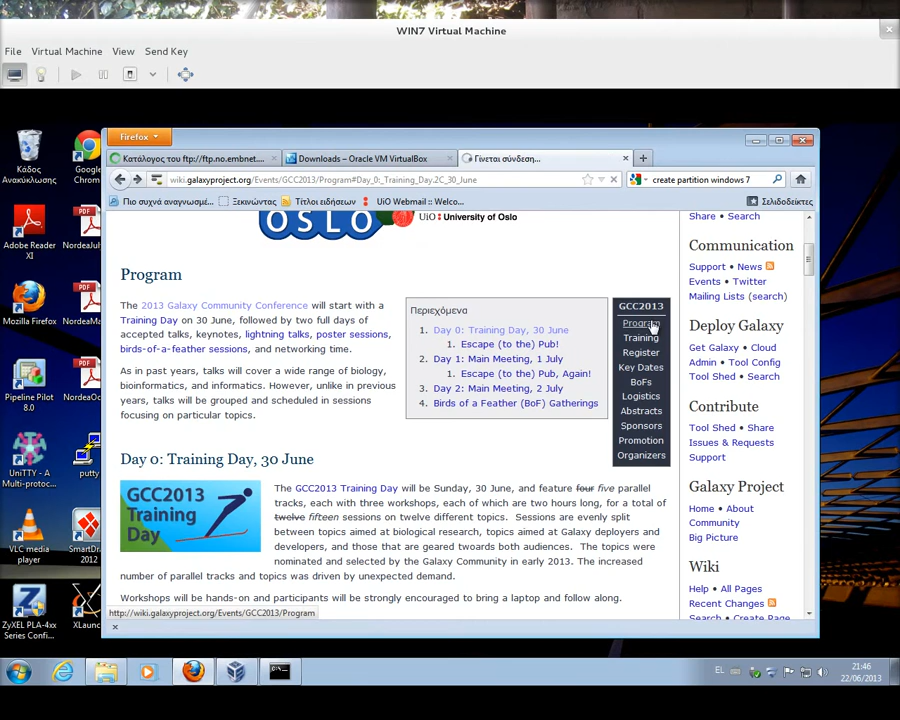 WIN7 Virtual Machine
File Virtual Machine View Send Key
Firefox
Κατάλογος του ftp://ftp.no.embnet.... Downloads – Oracle VM VirtualBox Γίνεται σύνδεση...
wiki.galaxyproject.org/Events/GCC2013/Program#Day_0:_Training_Day.2C_30_June
create partition windows 7
Πιο συχνά αναγνωσμέ... Ξεκινώντας Τίτλοι ειδήσεων UiO Webmail :: Welco... Σελιδοδείκτες
Κάδος Ανακύκλωσης
Google Chrom
Adobe Reader XI
NordeaJul
Mozilla Firefox
NordeaMa
Pipeline Pilot 8.0
NordeaOc
UniTTY - A Multi-protoc...
putty
VLC media player
SmartDra 2012
ZyXEL PLA-4xx Series Confi...
XLaunc
OSLO
UiO University of Oslo
Program
The 2013 Galaxy Community Conference will start with a
Training Day on 30 June, followed by two full days of
accepted talks, keynotes, lightning talks, poster sessions,
birds-of-a-feather sessions, and networking time.
As in past years, talks will cover a wide range of biology,
bioinformatics, and informatics. However, unlike in previous
years, talks will be grouped and scheduled in sessions
focusing on particular topics.
Περιεχόμενα
1. Day 0: Training Day, 30 June
1. Escape (to the) Pub!
2. Day 1: Main Meeting, 1 July
1. Escape (to the) Pub, Again!
3. Day 2: Main Meeting, 2 July
4. Birds of a Feather (BoF) Gatherings
GCC2013
Program
Training
Register
Key Dates
BoFs
Logistics
Abstracts
Sponsors
Promotion
Organizers
Day 0: Training Day, 30 June
GCC2013
Training
Day
The GCC2013 Training Day will be Sunday, 30 June, and feature four five parallel
tracks, each with three workshops, each of which are two hours long, for a total of
twelve fifteen sessions on twelve different topics. Sessions are evenly split
between topics aimed at biological research, topics aimed at Galaxy deployers and
developers, and those that are geared twoards both audiences. The topics were
nominated and selected by the Galaxy Community in early 2013. The increased
number of parallel tracks and topics was driven by unexpected demand.
Workshops will be hands-on and participants will be strongly encouraged to bring a laptop and follow along.
http://wiki.galaxyproject.org/Events/GCC2013/Program
Share • Search
Communication
Support • News
Events • Twitter
Mailing Lists (search)
Deploy Galaxy
Get Galaxy • Cloud
Admin • Tool Config
Tool Shed • Search
Contribute
Tool Shed • Share
Issues & Requests
Support
Galaxy Project
Home • About
Community
Big Picture
Wiki
Help • All Pages
Recent Changes
Search • Create Page
EL
21:46
22/06/2013